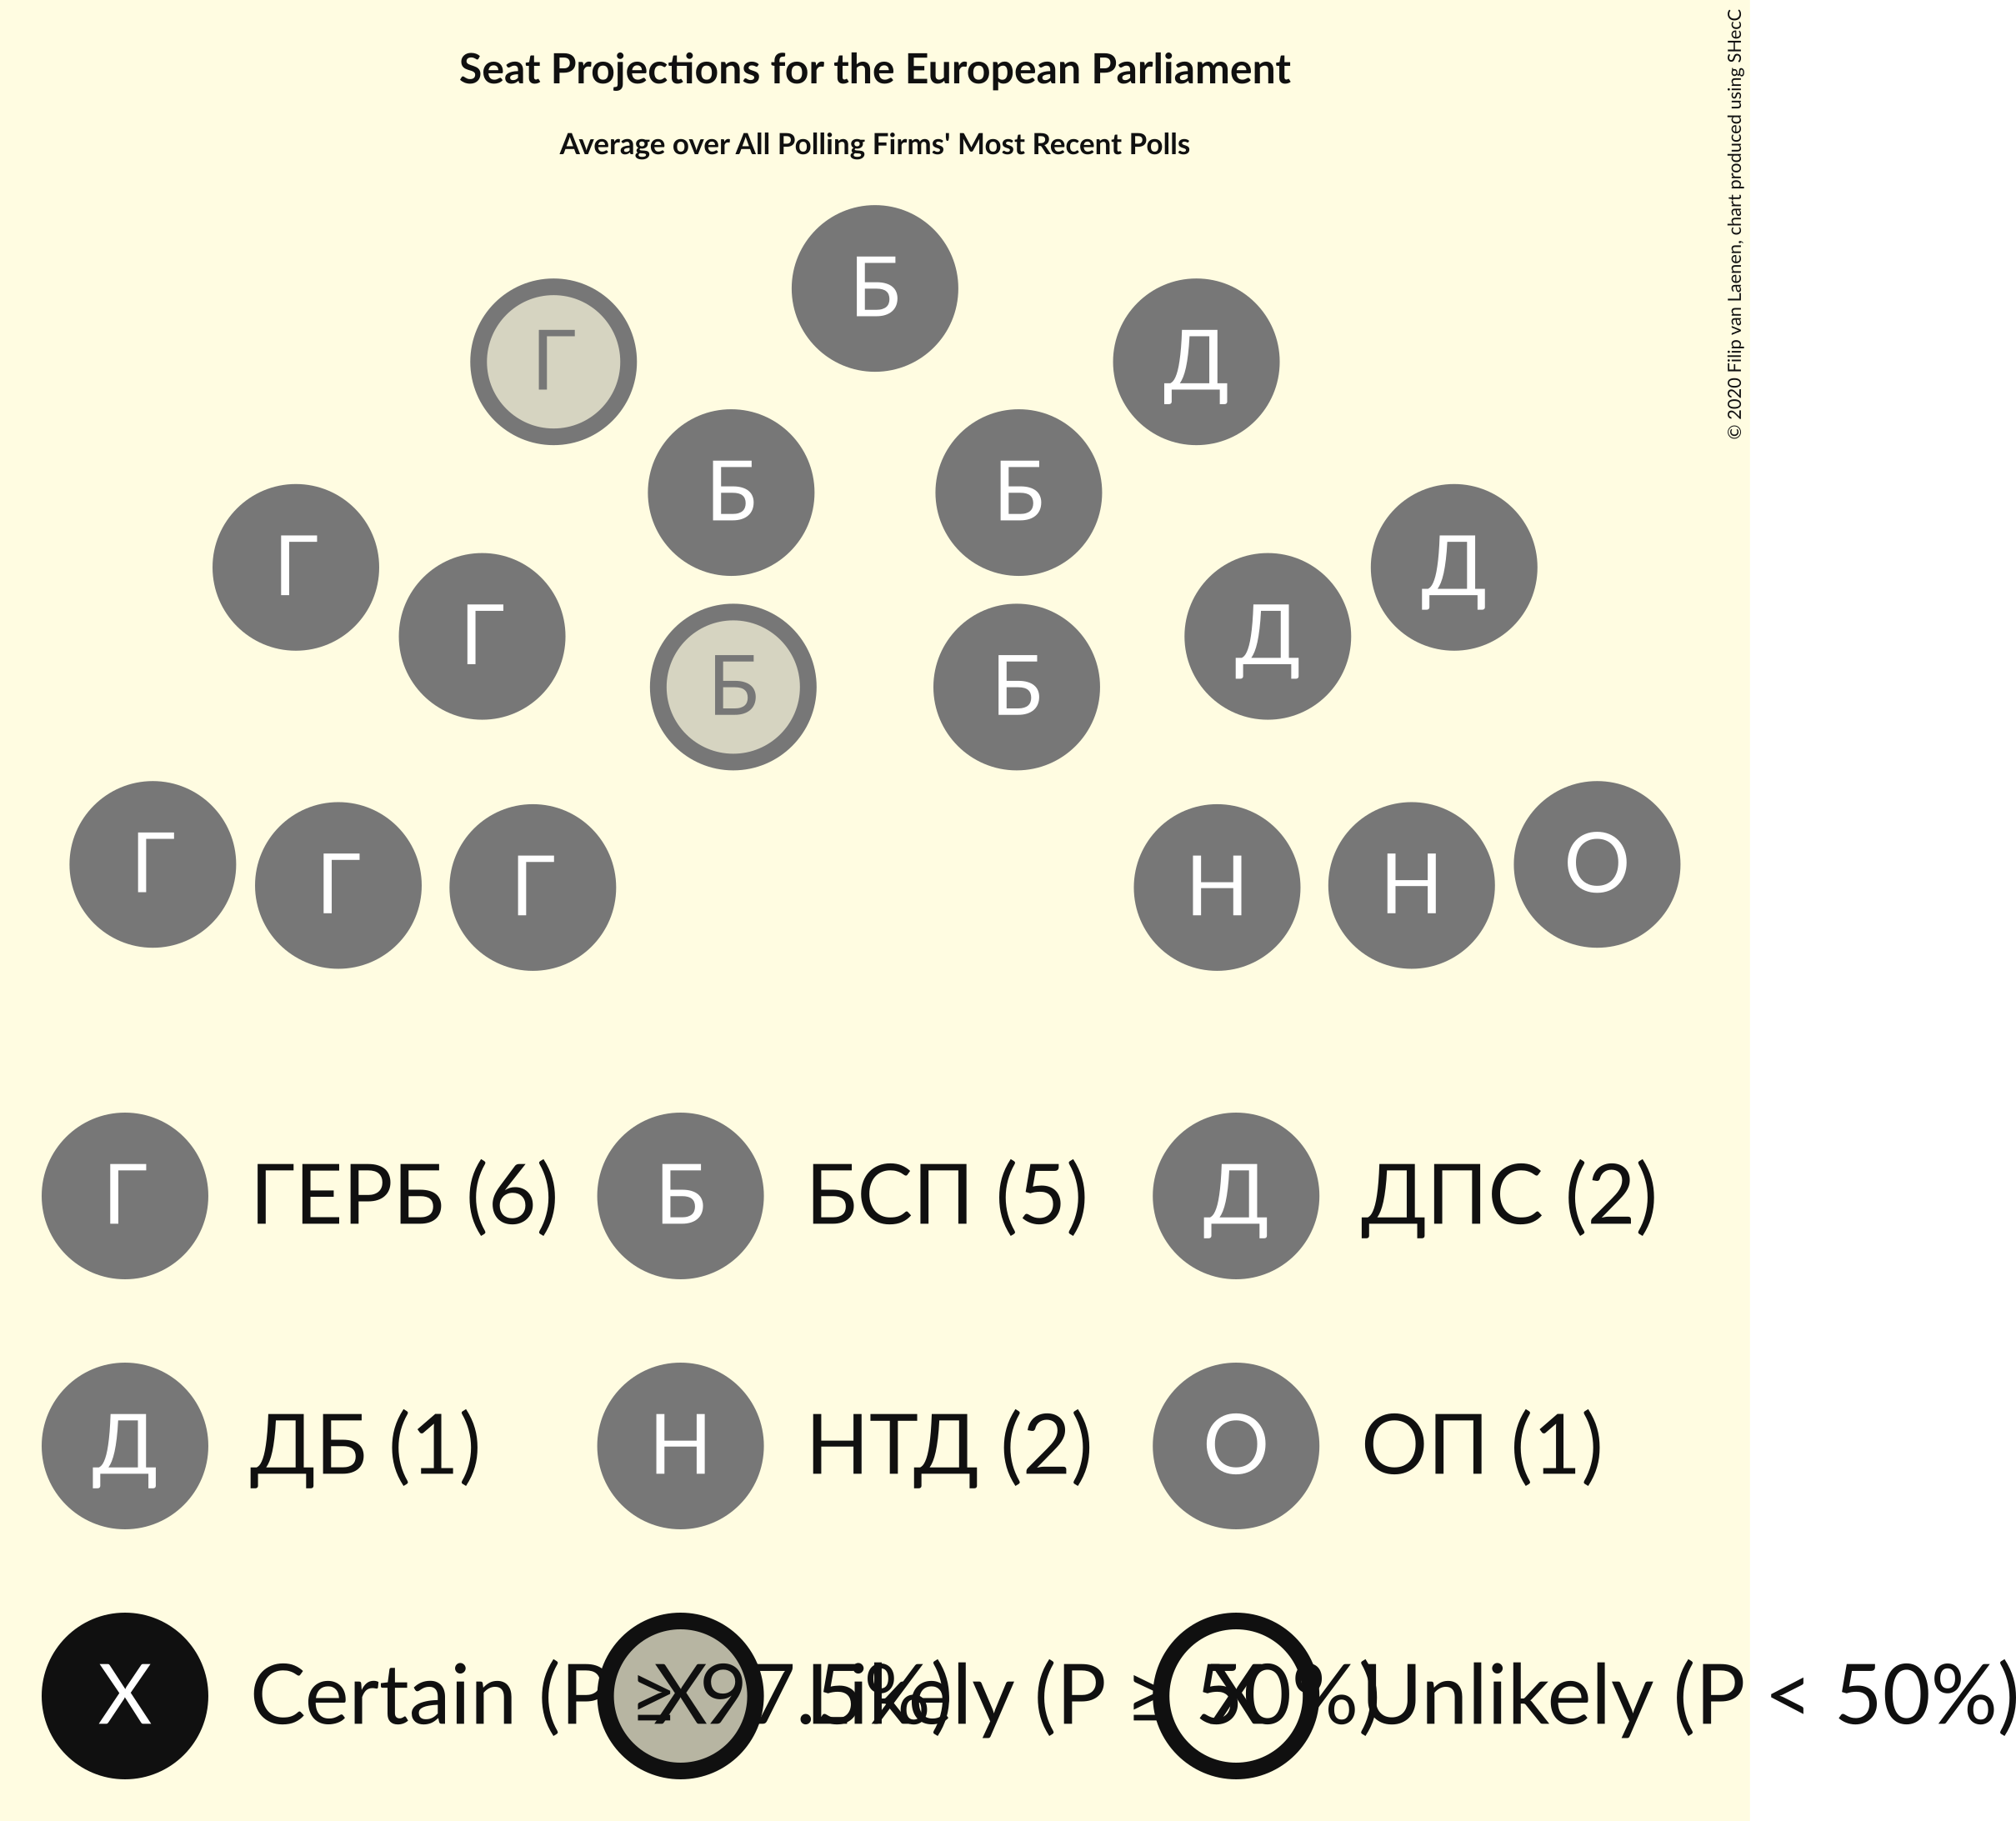 Seat Projections for the European Parliament
Average over All Polling Firms' Most Recent Polls
© 2020 Filip van Laenen, chart produced using SHecC
Б
Г Д
Б Б
Г Д
Г Д
Б Б
Г Г Г Н Н О
Г ГЕРБ (6) Б БСП (5) Д ДПС (2)
Д ДБ (1) Н НТД (2) О ОП (1)
X Certain (P ≥ 97.5%) X Likely (P ≥ 50%) X Unlikely (P < 50%)